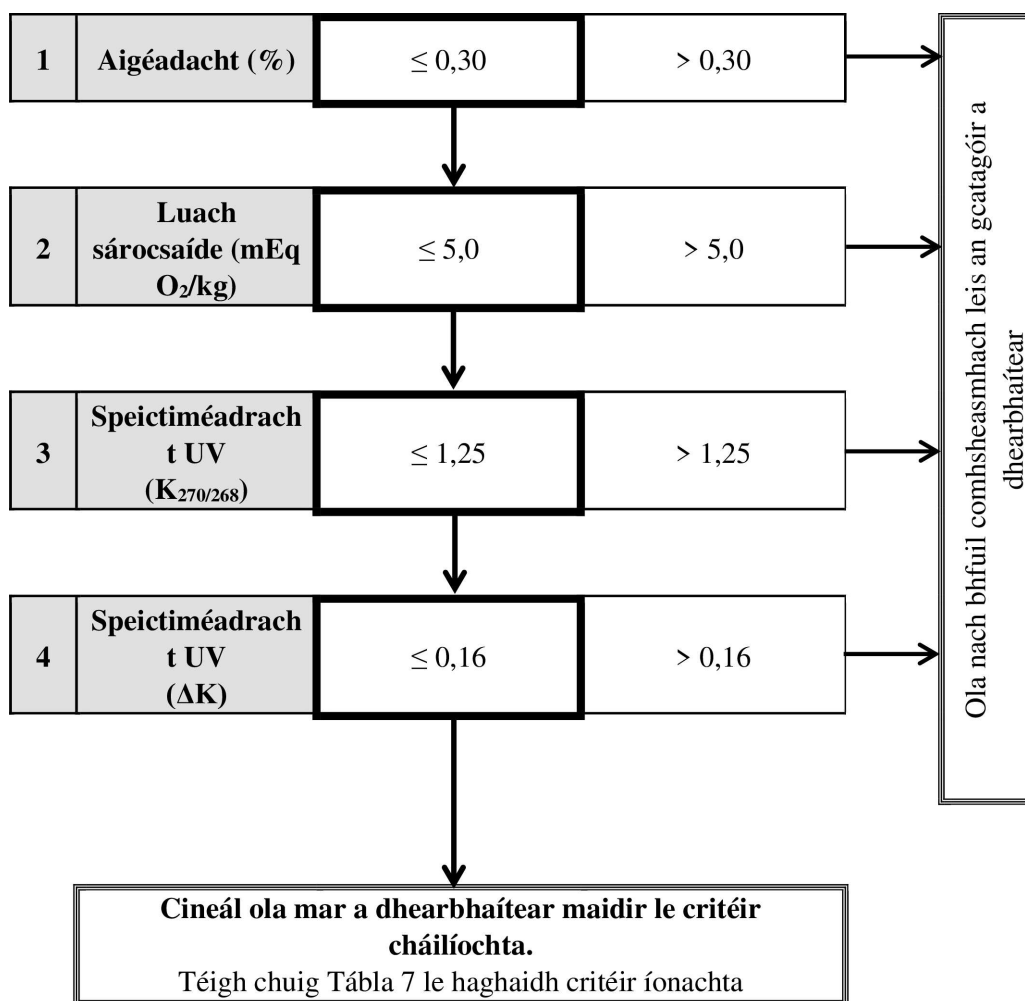 1 Aigéadacht (%) ≤ 0,30 > 0,30
2 Luach
sárocsaíde (mEq
O₂/kg) ≤ 5,0 > 5,0
3 Speictiméadrach
t UV
(K₂₇₀/₂₆₈) ≤ 1,25 > 1,25
4 Speictiméadrach
t UV
(ΔK) ≤ 0,16 > 0,16
Ola nach bhfuil comhsheasmhach leis an gcatagóir a
dhearbhaítear
Cineál ola mar a dhearbhaítear maidir le critéir
cháilíochta.
Téigh chuig Tábla 7 le haghaidh critéir íonachta